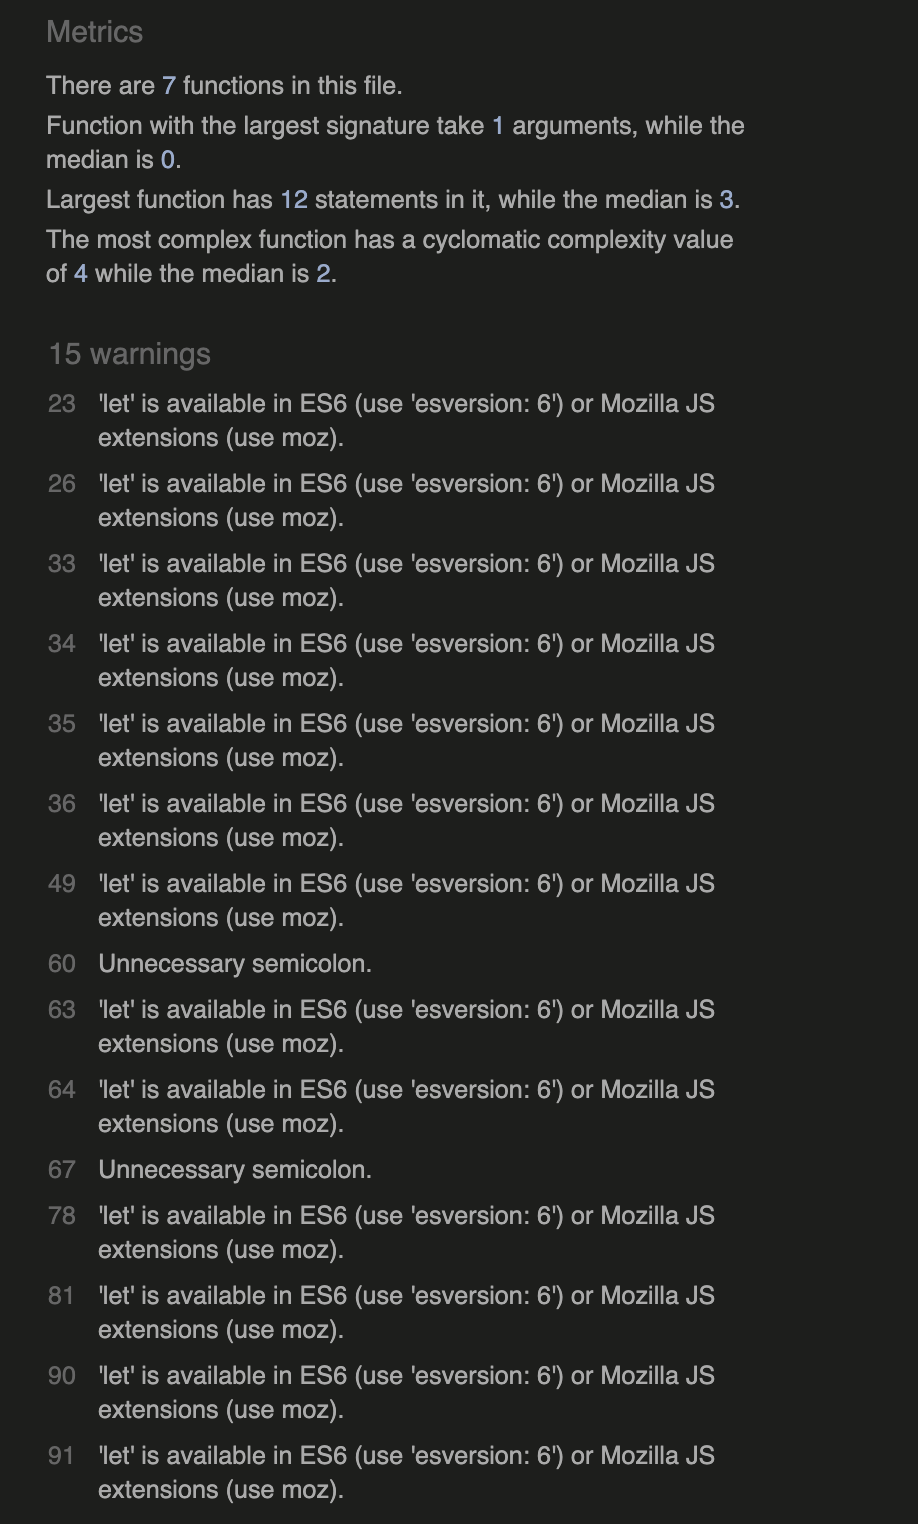 Metrics
There are 7 functions in this file.
Function with the largest signature take 1 arguments, while the
median is 0.
Largest function has 12 statements in it, while the median is 3.
The most complex function has a cyclomatic complexity value
of 4 while the median is 2.
15 warnings
23 'let' is available in ES6 (use 'esversion: 6') or Mozilla JS
extensions (use moz).
26 'let' is available in ES6 (use 'esversion: 6') or Mozilla JS
extensions (use moz).
33 'let' is available in ES6 (use 'esversion: 6') or Mozilla JS
extensions (use moz).
34 'let' is available in ES6 (use 'esversion: 6') or Mozilla JS
extensions (use moz).
35 'let' is available in ES6 (use 'esversion: 6') or Mozilla JS
extensions (use moz).
36 'let' is available in ES6 (use 'esversion: 6') or Mozilla JS
extensions (use moz).
49 'let' is available in ES6 (use 'esversion: 6') or Mozilla JS
extensions (use moz).
60 Unnecessary semicolon.
63 'let' is available in ES6 (use 'esversion: 6') or Mozilla JS
extensions (use moz).
64 'let' is available in ES6 (use 'esversion: 6') or Mozilla JS
extensions (use moz).
67 Unnecessary semicolon.
78 'let' is available in ES6 (use 'esversion: 6') or Mozilla JS
extensions (use moz).
81 'let' is available in ES6 (use 'esversion: 6') or Mozilla JS
extensions (use moz).
90 'let' is available in ES6 (use 'esversion: 6') or Mozilla JS
extensions (use moz).
91 'let' is available in ES6 (use 'esversion: 6') or Mozilla JS
extensions (use moz).